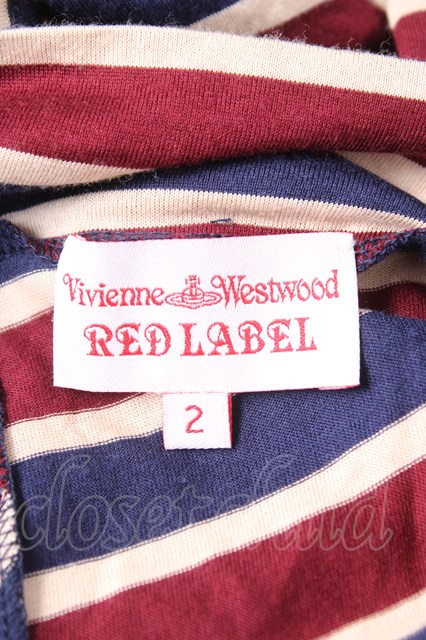 Vivienne Westwood
RED LABEL
2
closetchild